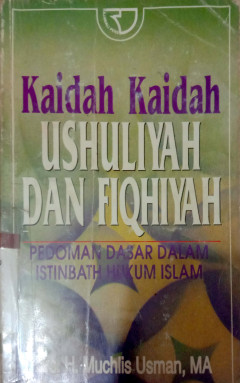 Kaidah Kaidah
USHULIYAH
DAN FIQHIYAH
PEDOMAN DASAR DALAM
ISTINBATH HUKUM ISLAM
H. Muchlis Usman, MA